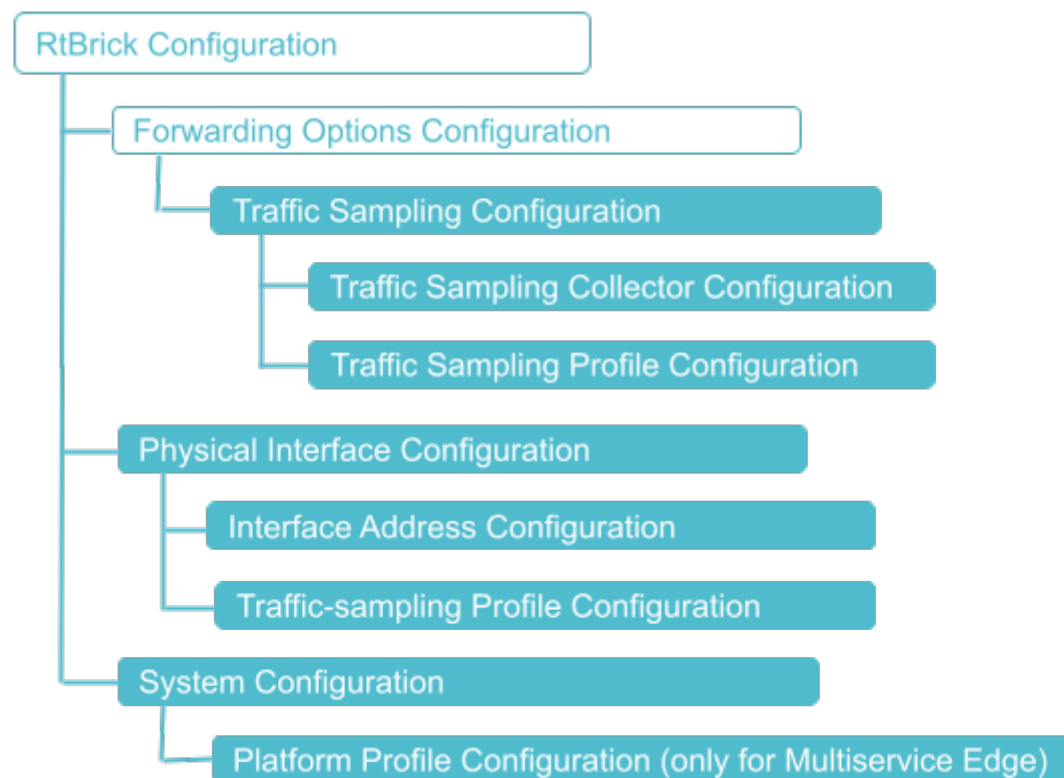 RtBrick Configuration
Forwarding Options Configuration
Traffic Sampling Configuration
Traffic Sampling Collector Configuration
Traffic Sampling Profile Configuration
Physical Interface Configuration
Interface Address Configuration
Traffic-sampling Profile Configuration
System Configuration
Platform Profile Configuration (only for Multiservice Edge)